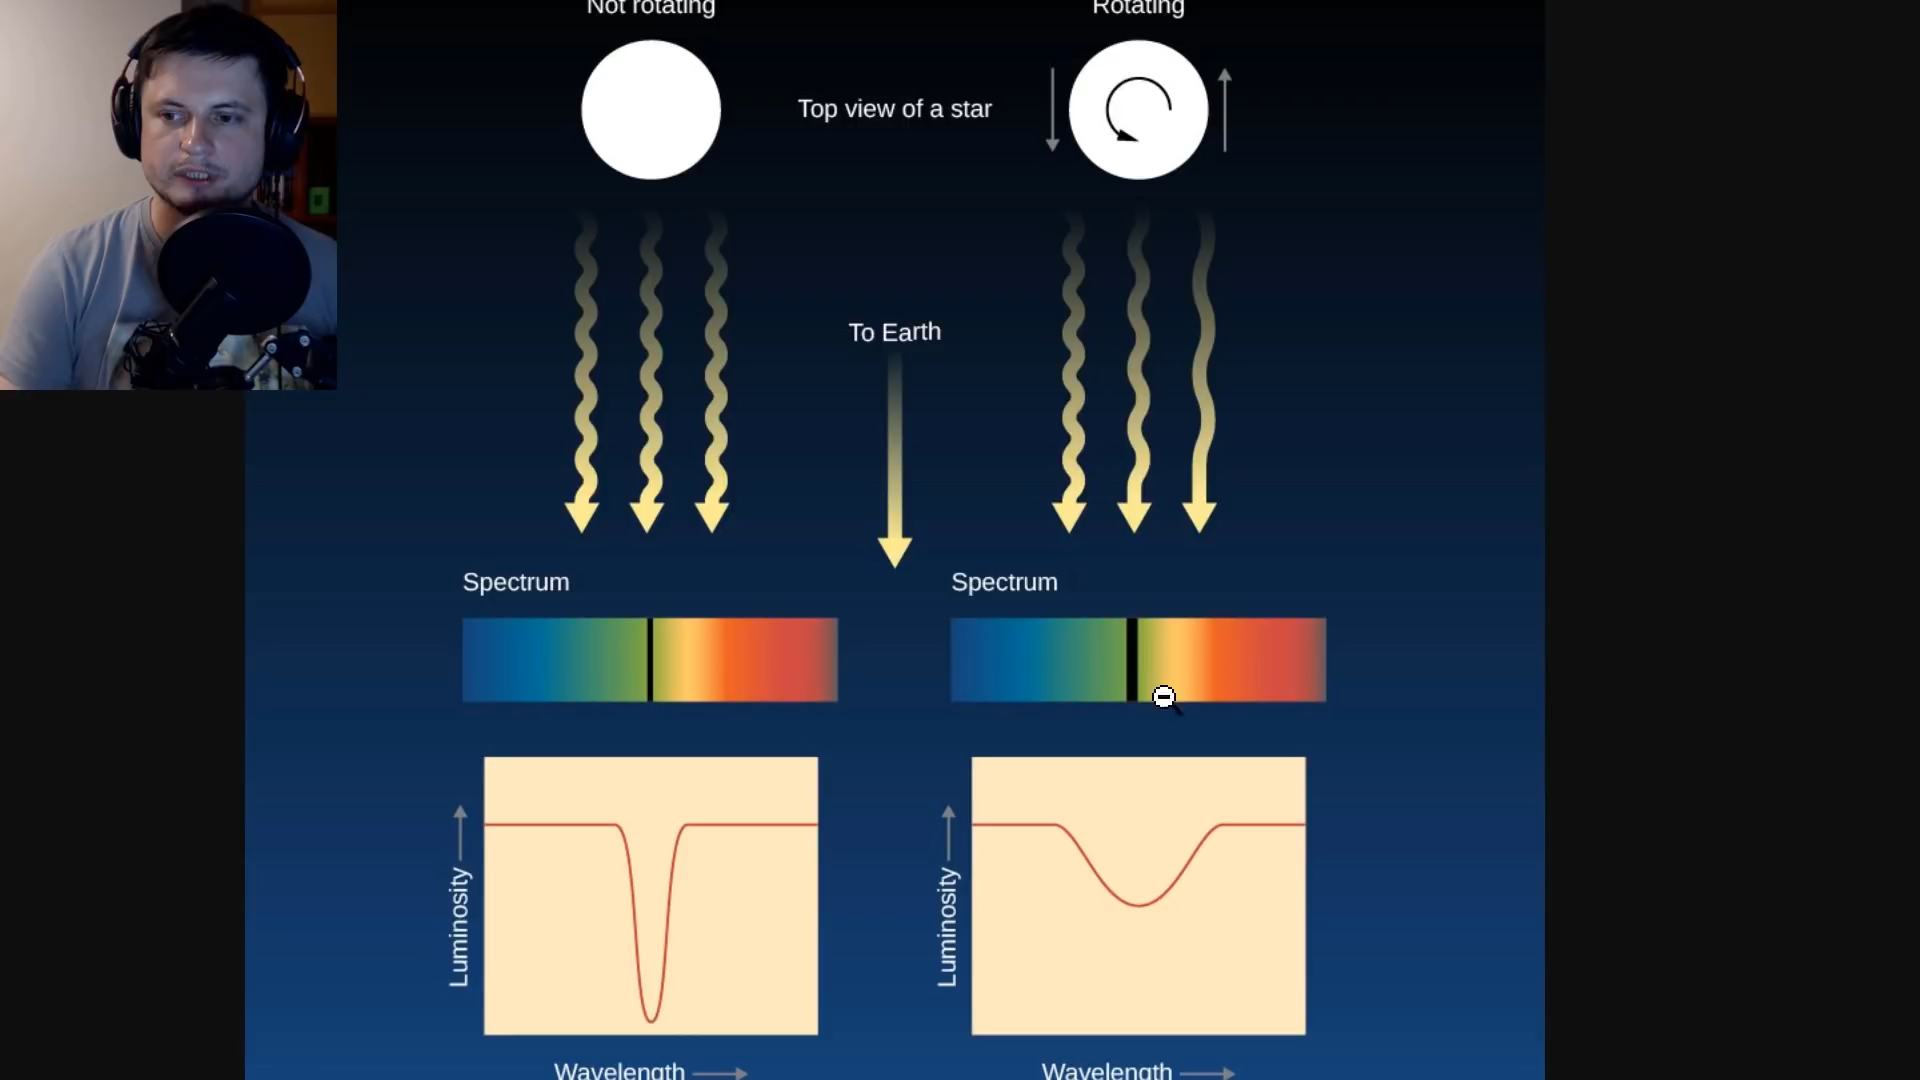 Not rotating
Rotating
Top view of a star
To Earth
Spectrum
Spectrum
Luminosity
Luminosity
Wavelength
Wavelength